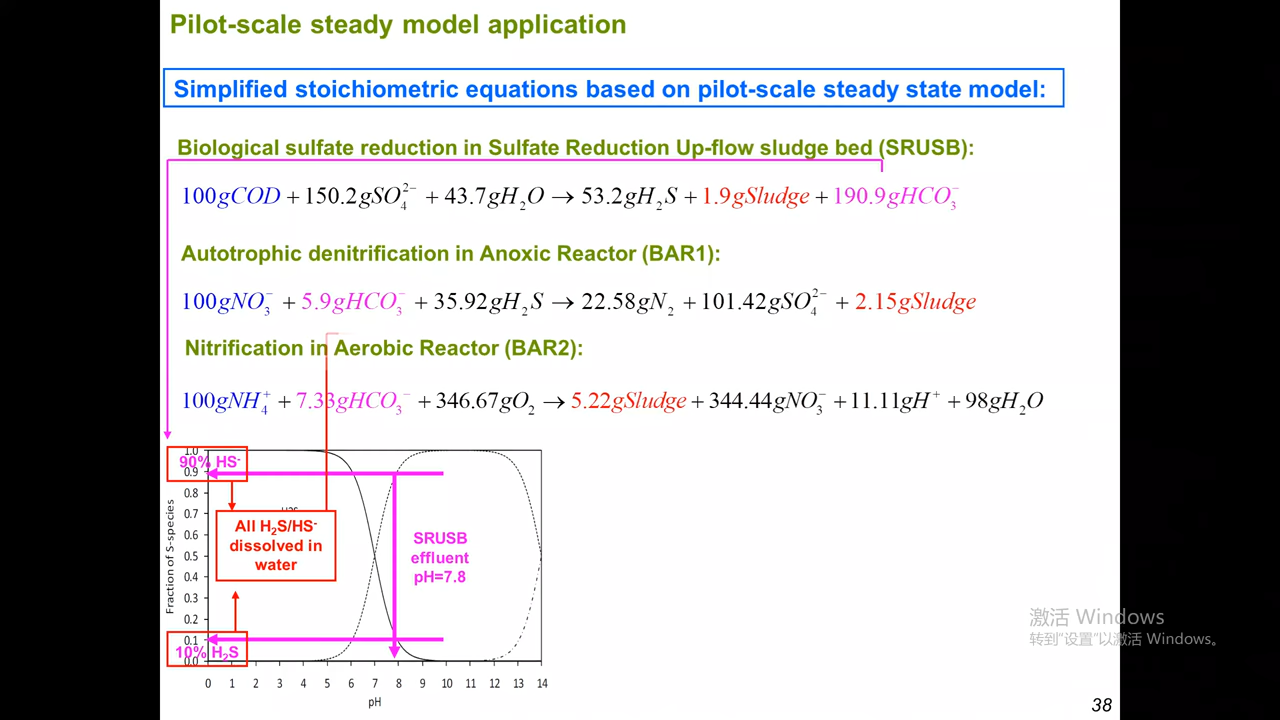 Pilot-scale steady model application
Simplified stoichiometric equations based on pilot-scale steady state model:
Biological sulfate reduction in Sulfate Reduction Up-flow sludge bed (SRUSB):
100gCOD + 150.2gSO₄²⁻ + 43.7gH₂O → 53.2gH₂S + 1.9gSludge + 190.9gHCO₃⁻
Autotrophic denitrification in Anoxic Reactor (BAR1):
100gNO₃⁻ + 5.9gHCO₃⁻ + 35.92gH₂S → 22.58gN₂ + 101.42gSO₄²⁻ + 2.15gSludge
Nitrification in Aerobic Reactor (BAR2):
100gNH₄⁺ + 7.33gHCO₃⁻ + 346.67gO₂ → 5.22gSludge + 344.44gNO₃⁻ + 11.11gH⁺ + 98gH₂O
Fraction of S-species
1.0
90% HS⁻
0.9
0.8
0.7
0.6
0.5
0.4
0.3
0.2
0.1
10% H₂S
0.0
All H₂S/HS⁻
dissolved in
water
SRUSB
effluent
pH=7.8
0 1 2 3 4 5 6 7 8 9 10 11 12 13 14
pH
激活 Windows
转到"设置"以激活 Windows。
38